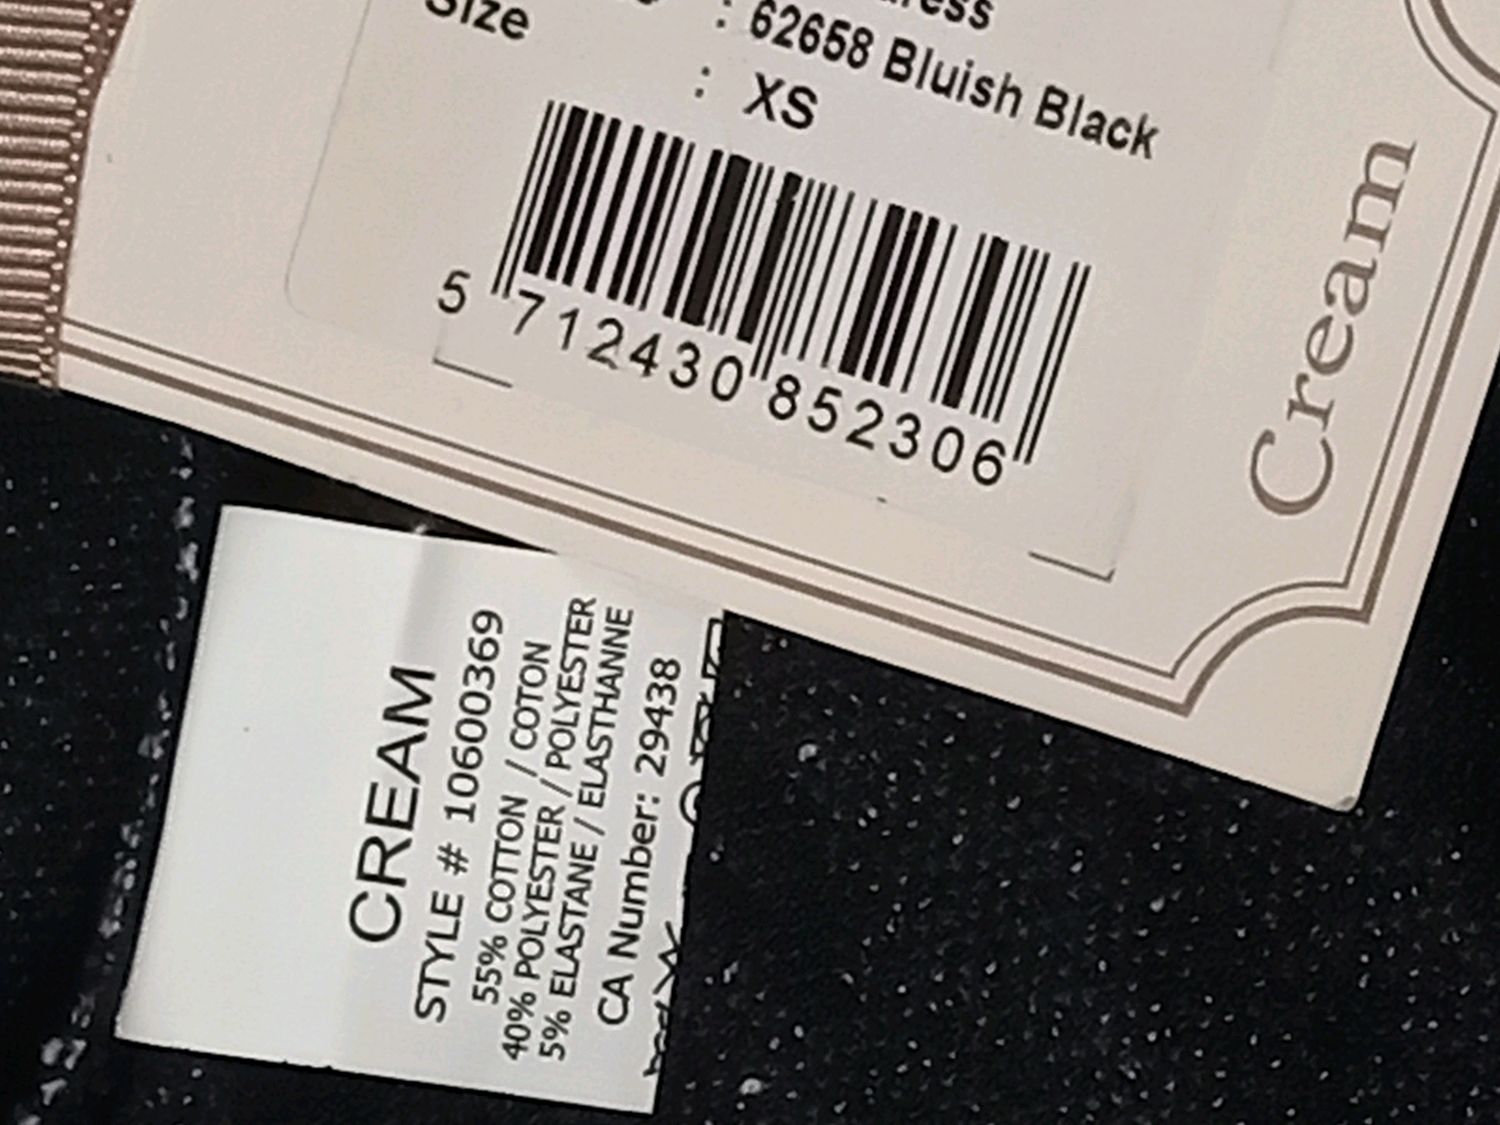 Size
: 62658 Bluish Black
: XS
5 712430 852306
Cream
CREAM
STYLE # 10600369
55% COTTON / COTON
40% POLYESTER / POLYESTER
5% ELASTANE / ELASTHANNE
CA Number: 29438